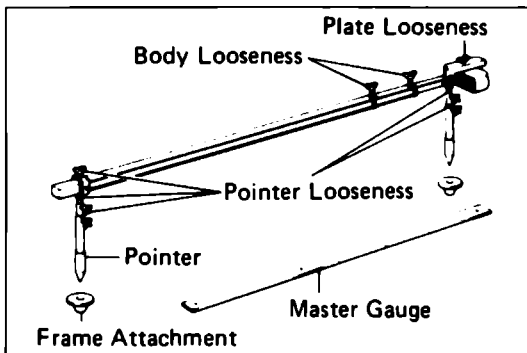 Plate Looseness
Body Looseness
Pointer Looseness
Pointer
Master Gauge
Frame Attachment